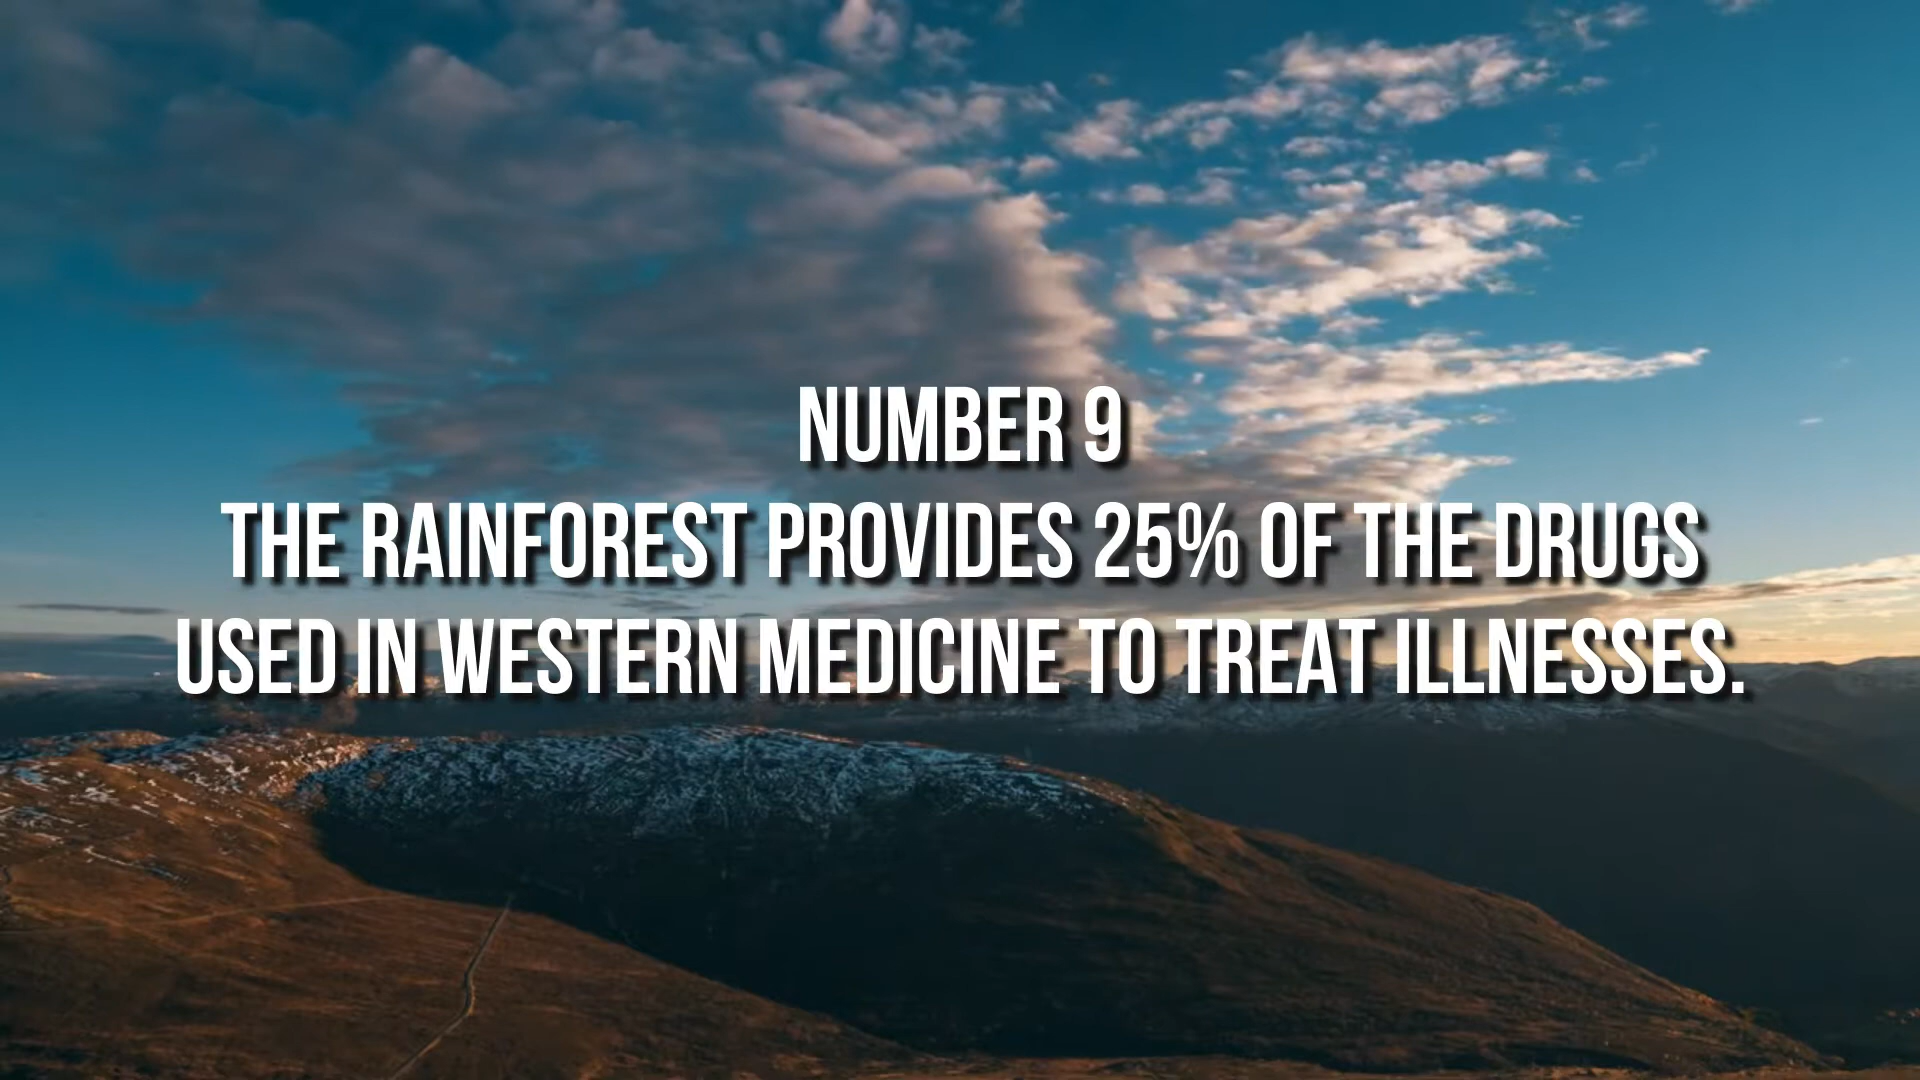 NUMBER 9
THE RAINFOREST PROVIDES 25% OF THE DRUGS
USED IN WESTERN MEDICINE TO TREAT ILLNESSES.